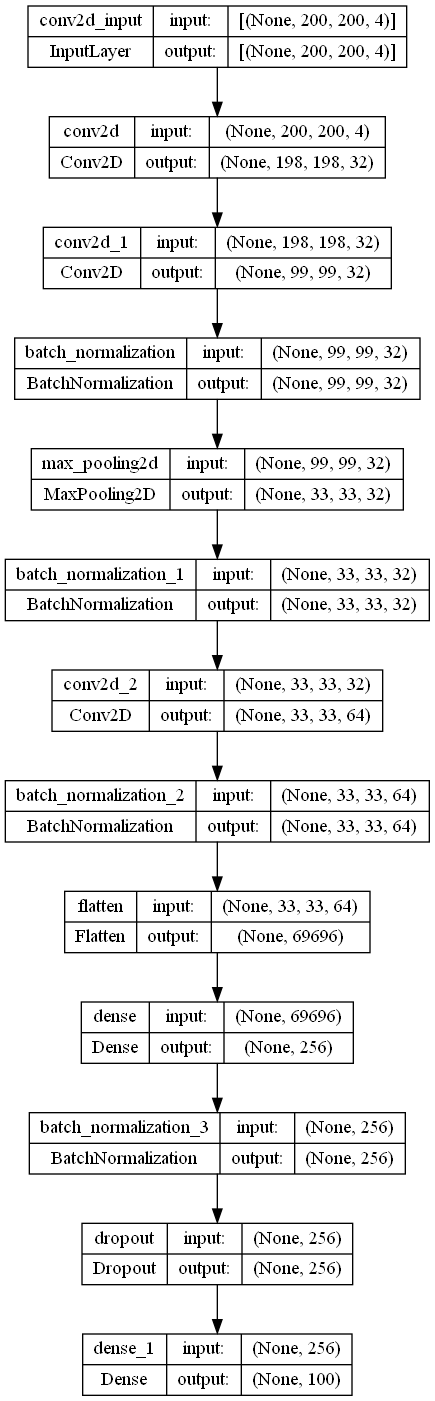 conv2d_input input: [(None, 200, 200, 4)]
InputLayer output: [(None, 200, 200, 4)]
conv2d input: (None, 200, 200, 4)
Conv2D output: (None, 198, 198, 32)
conv2d_1 input: (None, 198, 198, 32)
Conv2D output: (None, 99, 99, 32)
batch_normalization input: (None, 99, 99, 32)
BatchNormalization output: (None, 99, 99, 32)
max_pooling2d input: (None, 99, 99, 32)
MaxPooling2D output: (None, 33, 33, 32)
batch_normalization_1 input: (None, 33, 33, 32)
BatchNormalization output: (None, 33, 33, 32)
conv2d_2 input: (None, 33, 33, 32)
Conv2D output: (None, 33, 33, 64)
batch_normalization_2 input: (None, 33, 33, 64)
BatchNormalization output: (None, 33, 33, 64)
flatten input: (None, 33, 33, 64)
Flatten output: (None, 69696)
dense input: (None, 69696)
Dense output: (None, 256)
batch_normalization_3 input: (None, 256)
BatchNormalization output: (None, 256)
dropout input: (None, 256)
Dropout output: (None, 256)
dense_1 input: (None, 256)
Dense output: (None, 100)